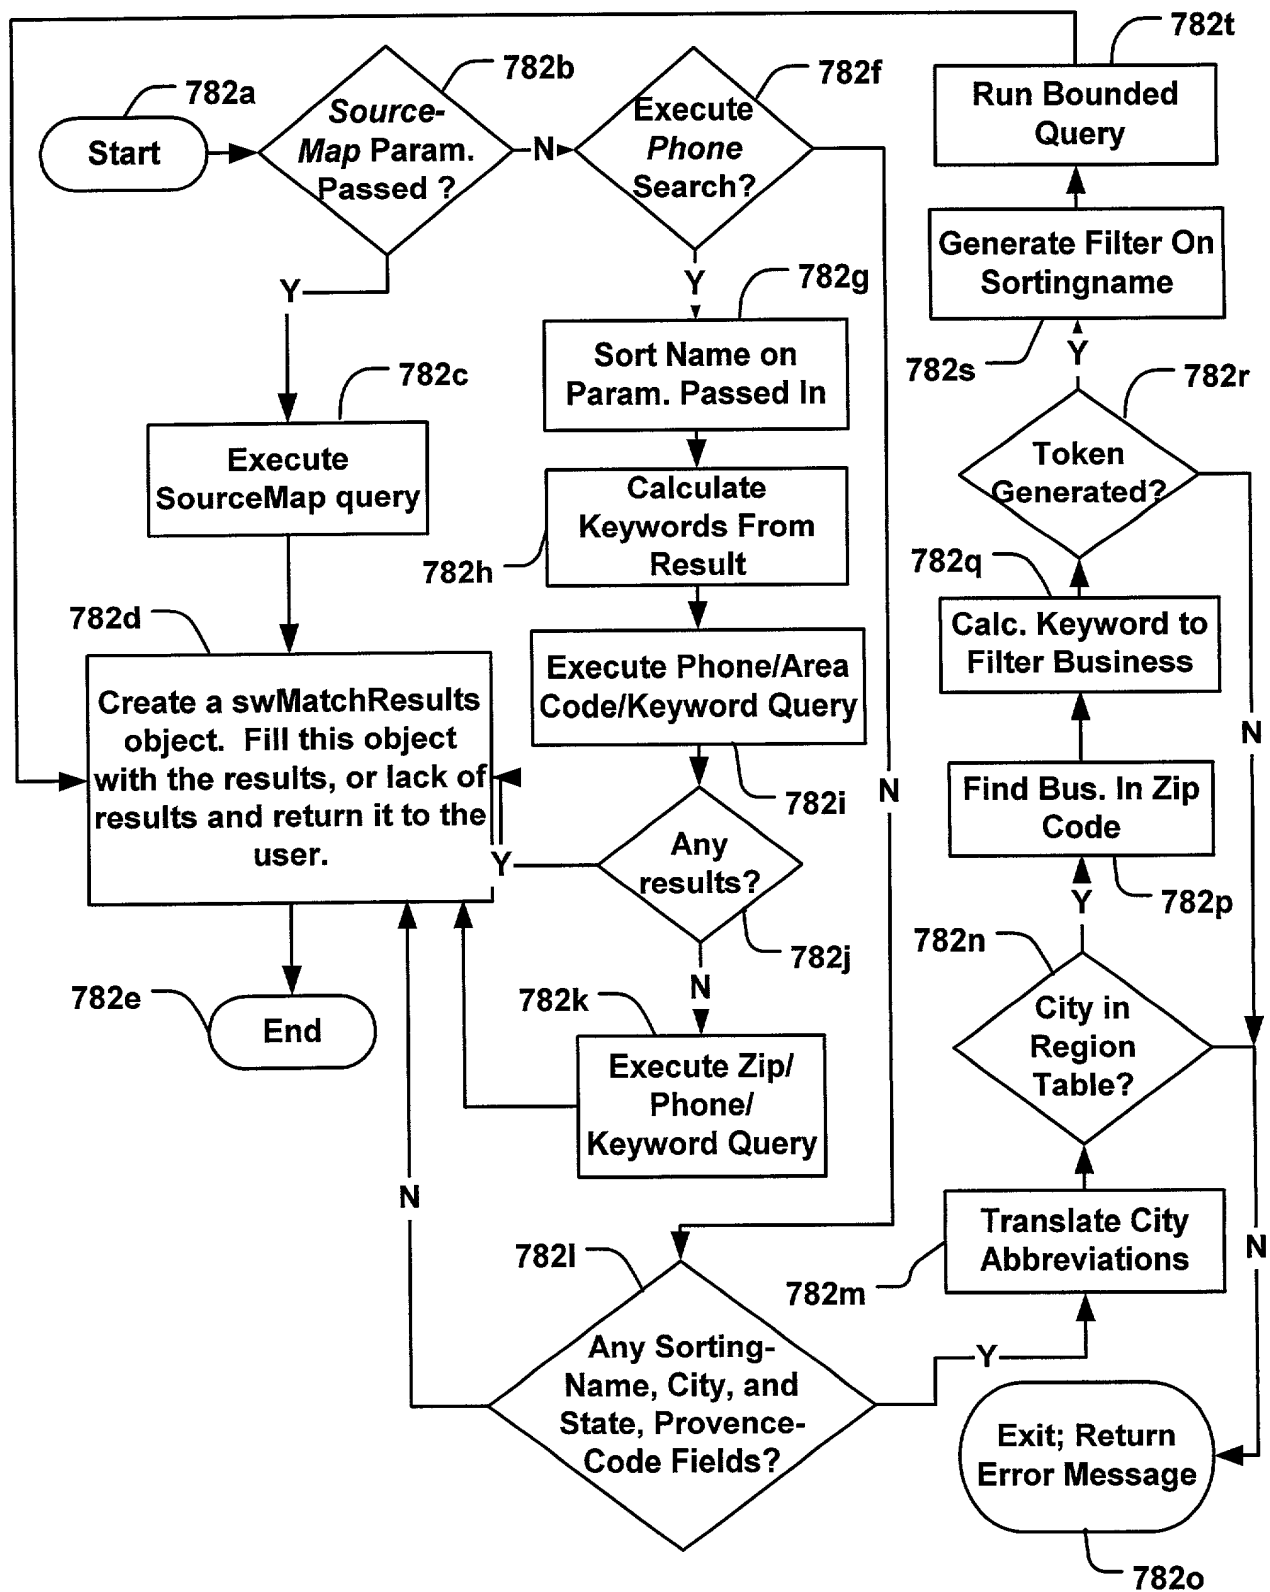 782a
Start
782b
Source-
Map Param.
Passed ?
N
782f
Execute
Phone
Search?
782t
Run Bounded
Query
Generate Filter On
Sortingname
782s
Y
Y
782c
Execute
SourceMap query
Y
782g
Sort Name on
Param. Passed In
Calculate
Keywords From
Result
782h
782r
Token
Generated?
N
782q
Calc. Keyword to
Filter Business
782d
Create a swMatchResults
object. Fill this object
with the results, or lack of
results and return it to the
user.
Execute Phone/Area
Code/Keyword Query
782i
N
Find Bus. In Zip
Code
782p
Y
Any
results?
782j
Y
N
782n
City in
Region
Table?
782e
End
782k
Execute Zip/
Phone/
Keyword Query
N
N
782l
Any Sorting-
Name, City, and
State, Provence-
Code Fields?
Translate City
Abbreviations
782m
Y
Exit; Return
Error Message
782o